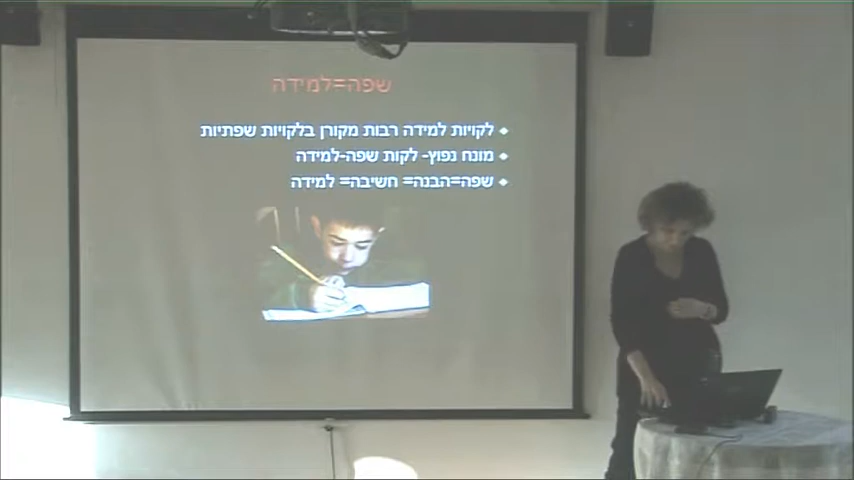 שפה=למידה
לקויות למידה רבות מקורן בלקויות שפתיות
מונח נפוץ- לקות שפה-למידה
שפה=הבנה= חשיבה= למידה